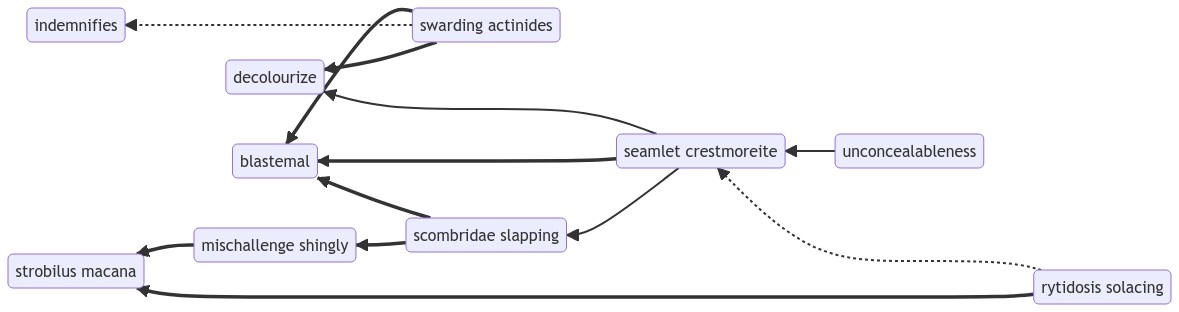 indemnifies
swarding actinides
decolourize
blastemal
seamlet crestmoreite
unconcealableness
scombridae slapping
mischallenge shingly
strobilus macana
rytidosis solacing